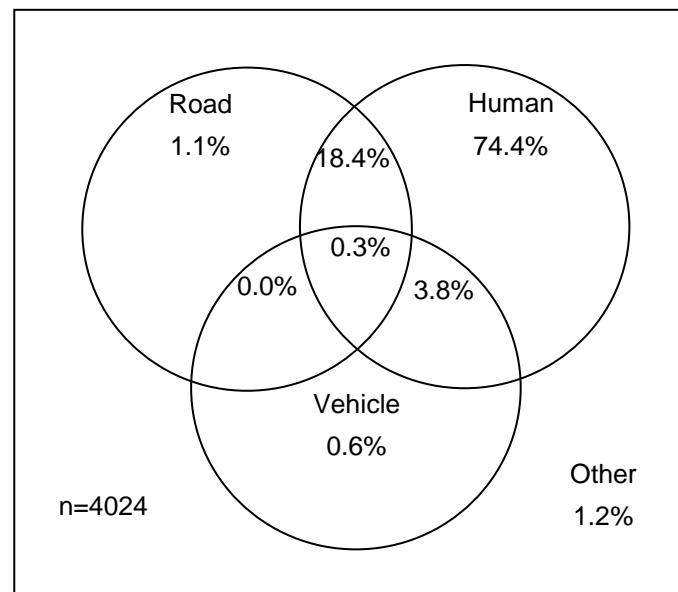 Road
1.1%
Human
74.4%
18.4%
0.3%
0.0%
3.8%
Vehicle
0.6%
Other
1.2%
n=4024